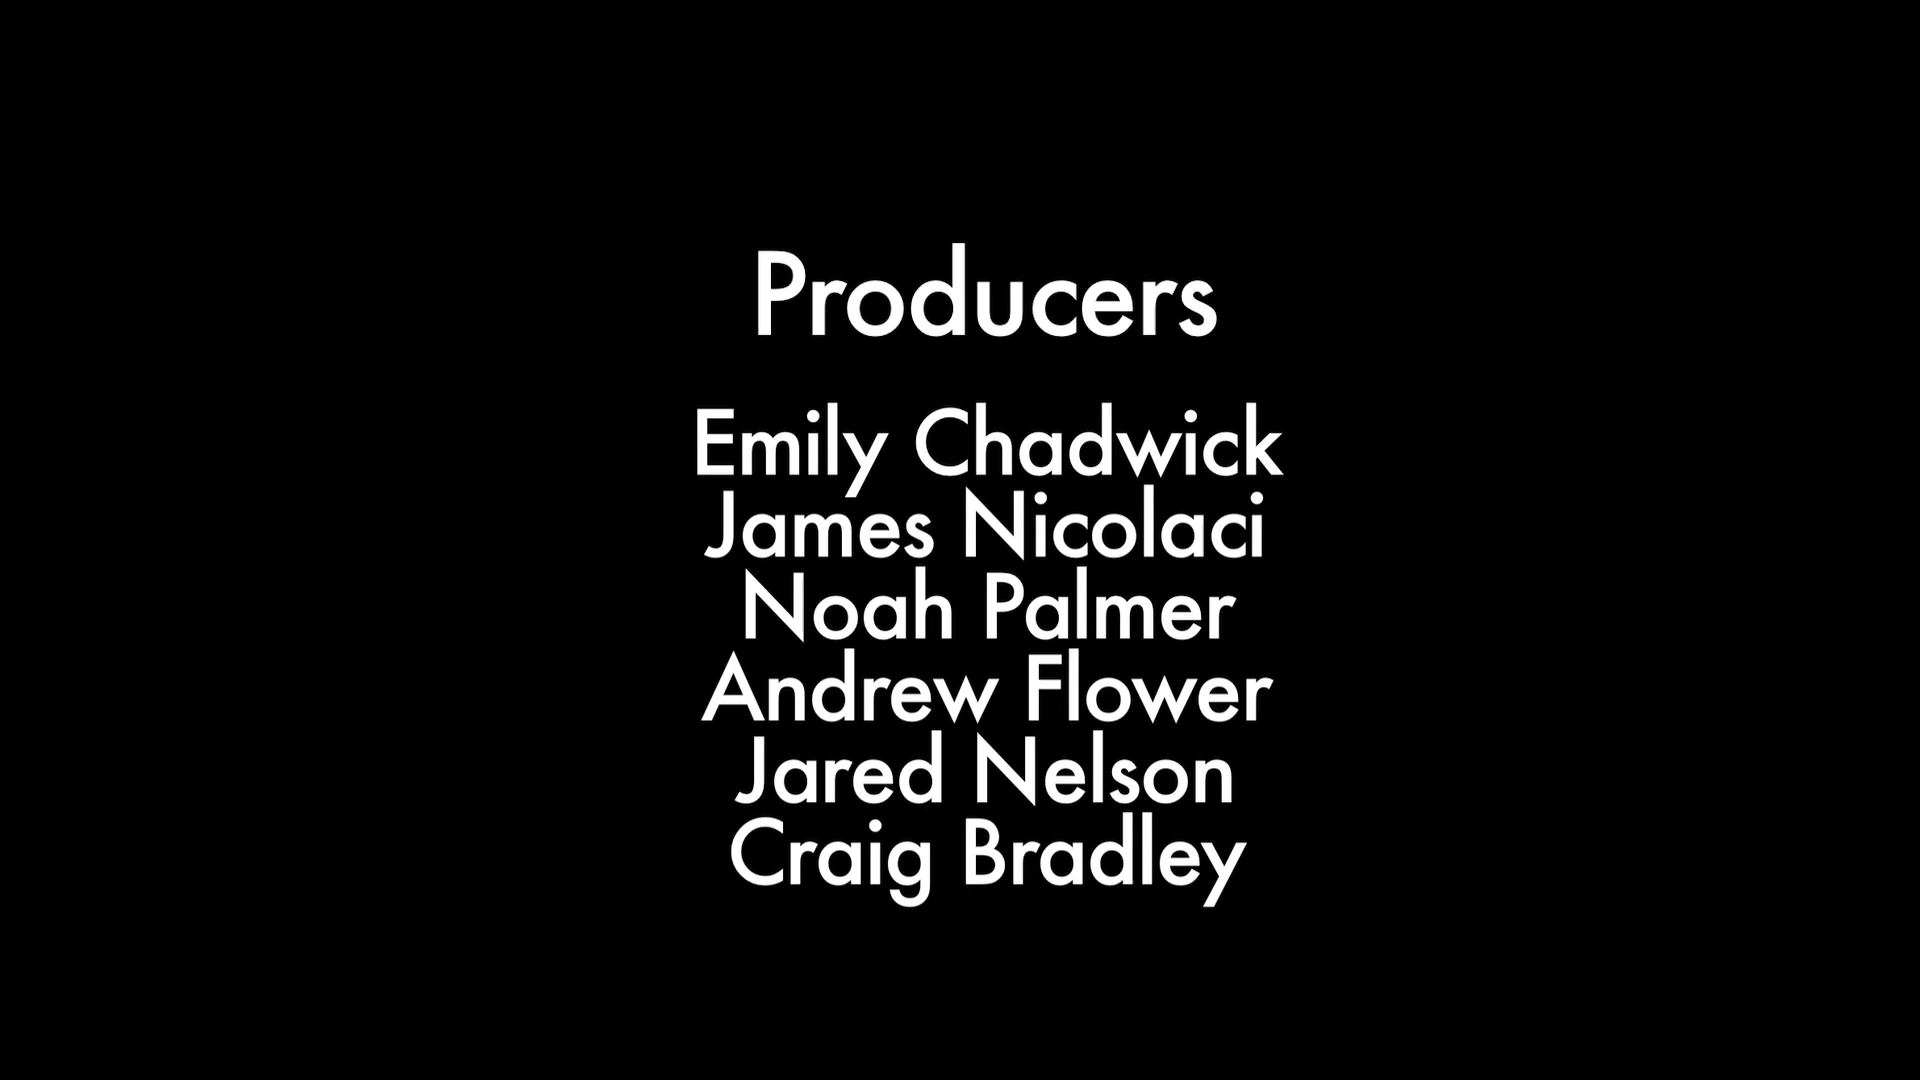 Producers
Emily Chadwick
James Nicolaci
Noah Palmer
Andrew Flower
Jared Nelson
Craig Bradley